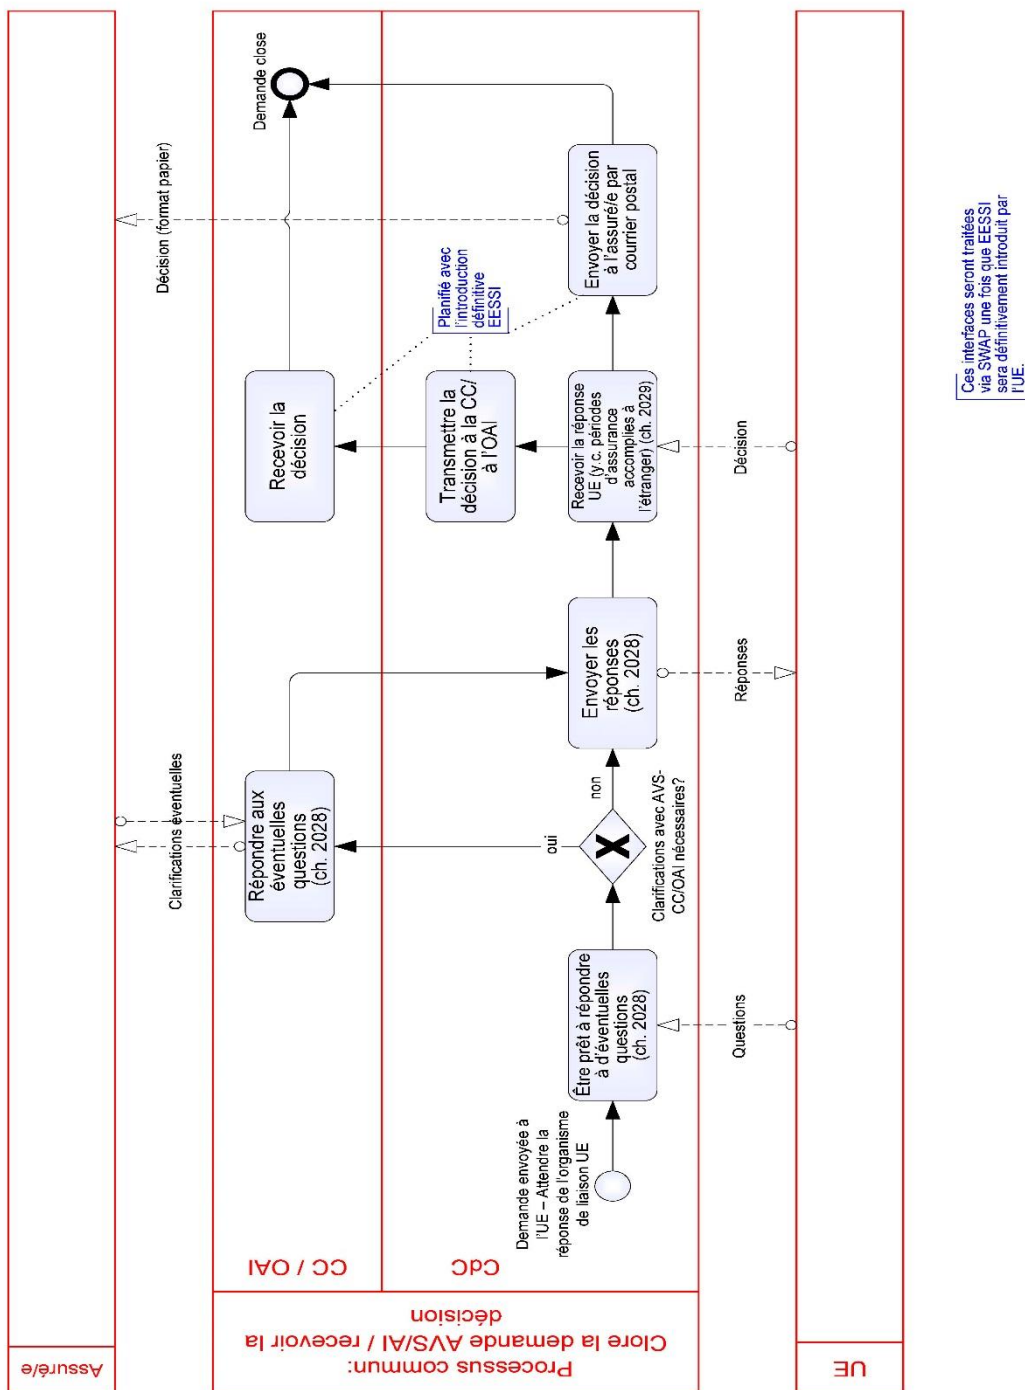 Assuré/e
Processus commun:
Clore la demande AVS/AI / recevoir la
décision
CC / OAI
CdC
UE
Demande envoyée à
l'UE – Attendre la
réponse de l'organisme
de liaison UE
Être prêt à répondre
à d'éventuelles
questions
(ch. 2028)
Questions
Clarifications avec AVS-
CC/OAI nécessaires?
oui
non
Répondre aux
éventuelles
questions
(ch. 2028)
Clarifications éventuelles
Envoyer les
réponses
(ch. 2028)
Réponses
Recevoir la réponse
UE (y.c. périodes
d'assurance
accomplies à
l'étranger) (ch. 2029)
Décision
Transmettre la
décision à la CC/
à l'OAI
Recevoir la
décision
Planifié avec
l'introduction
définitive
EESSI
Envoyer la décision
à l'assuré/e par
courrier postal
Décision (format papier)
Demande close
Ces interfaces seront traitées
via SWAP une fois que EESSI
sera définitivement introduit par
l'UE.